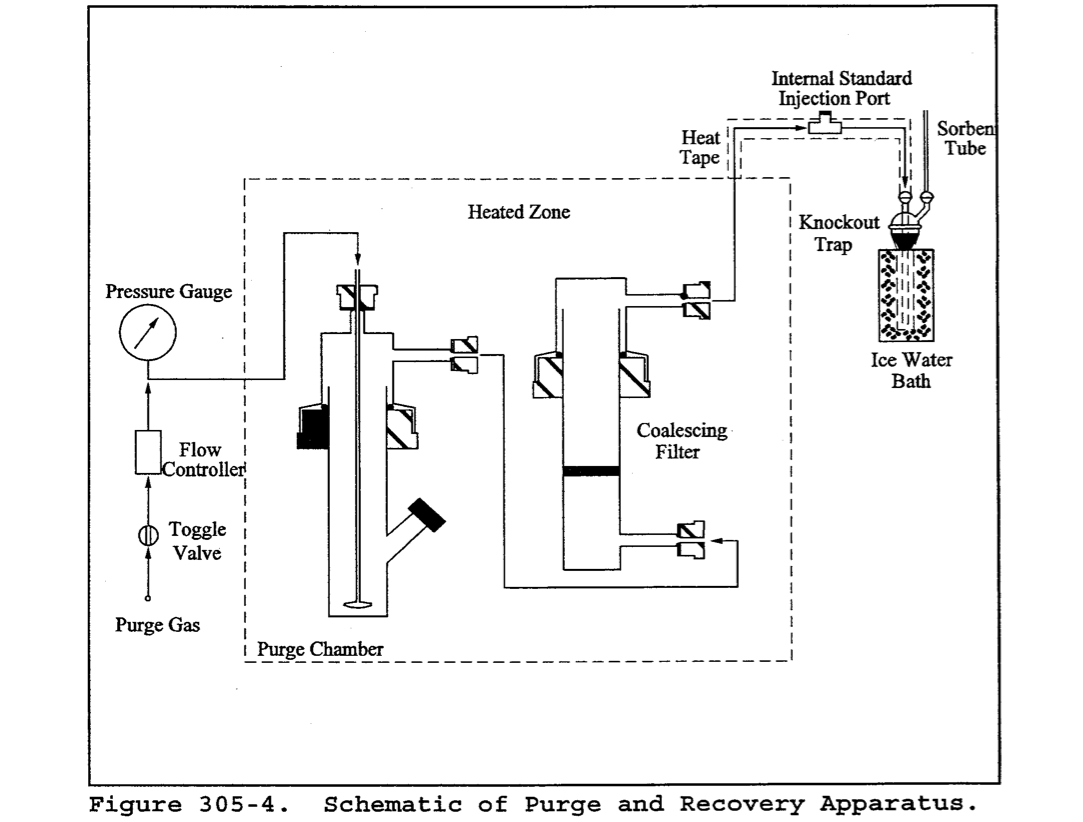 Internal Standard
Injection Port
Heat
Tape
Sorben
Tube
Heated Zone
Knockout
Trap
Pressure Gauge
Ice Water
Bath
Coalescing
Filter
Flow
Controller
Toggle
Valve
Purge Gas
Purge Chamber
Figure 305-4. Schematic of Purge and Recovery Apparatus.